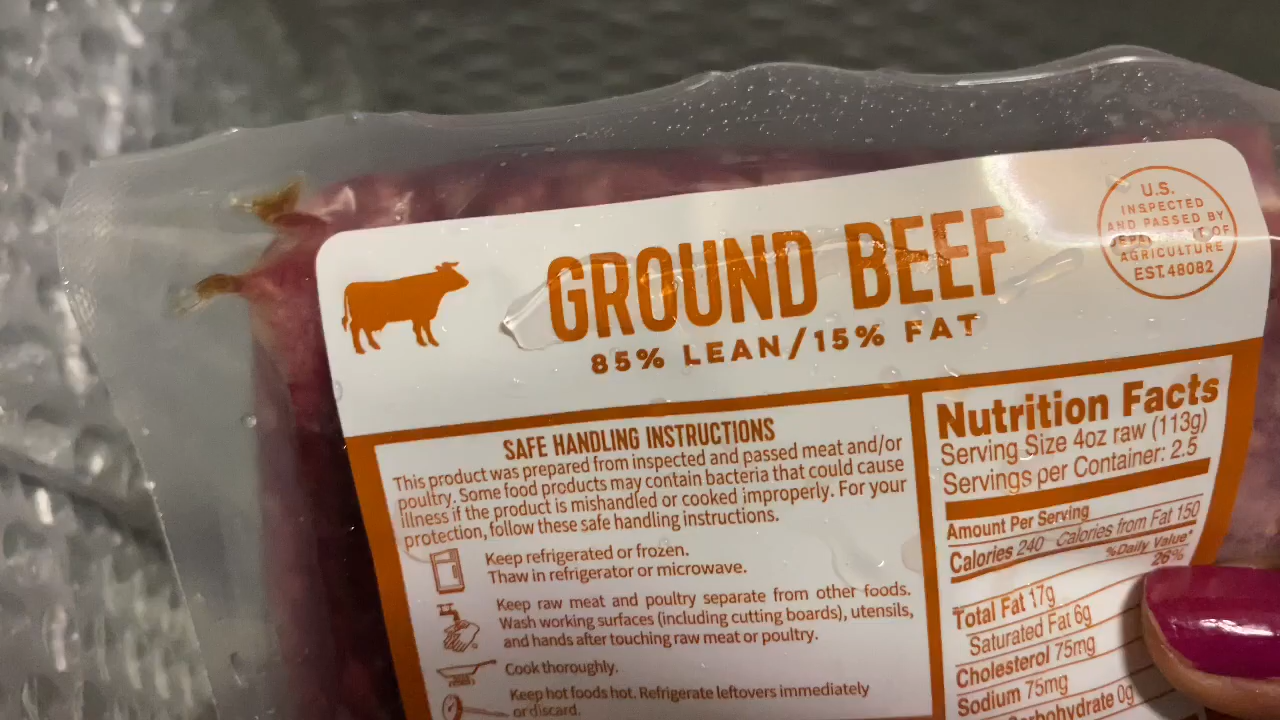 GROUND BEEF
85% LEAN/15% FAT
U.S.
INSPECTED
AND PASSED BY
DEPARTMENT OF
AGRICULTURE
EST. 48082
SAFE HANDLING INSTRUCTIONS
This product was prepared from inspected and passed meat and/or
poultry. Some food products may contain bacteria that could cause
illness if the product is mishandled or cooked improperly. For your
protection, follow these safe handling instructions.
Keep refrigerated or frozen.
Thaw in refrigerator or microwave.
Keep raw meat and poultry separate from other foods.
Wash working surfaces (including cutting boards), utensils,
and hands after touching raw meat or poultry.
Cook thoroughly.
Keep hot foods hot. Refrigerate leftovers immediately
or discard.
Nutrition Facts
Serving Size 4oz raw (113g)
Servings per Container: 2.5
Amount Per Serving
Calories 240 Calories from Fat 150
%Daily Value*
Total Fat 17g 26%
Saturated Fat 6g
Cholesterol 75mg
Sodium 75mg
0g